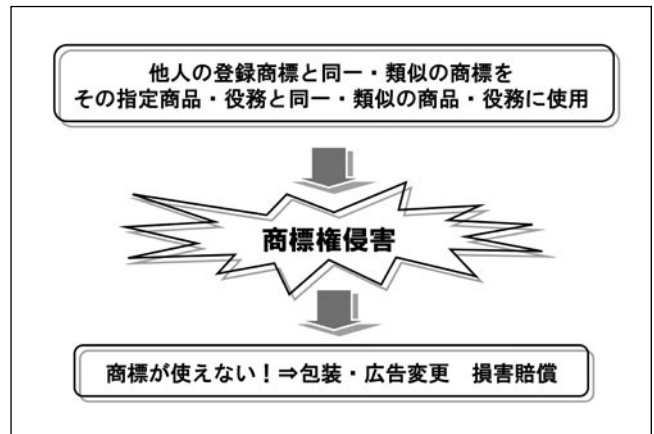 他人の登録商標と同一・類似の商標を
その指定商品・役務と同一・類似の商品・役務に使用
商標権侵害
商標が使えない！⇒包装・広告変更　損害賠償